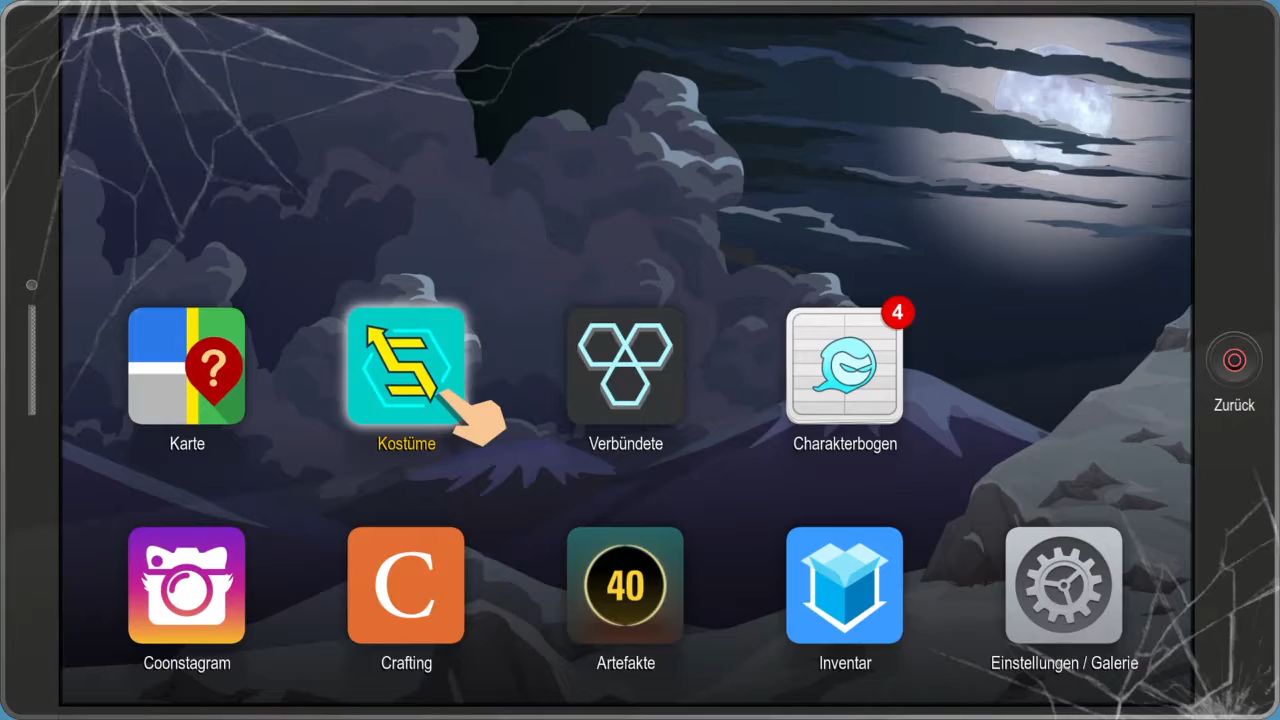 ?
4
Karte
Kostüme
Verbündete
Charakterbogen
Zurück
C
40
Coonstagram
Crafting
Artefakte
Inventar
Einstellungen / Galerie